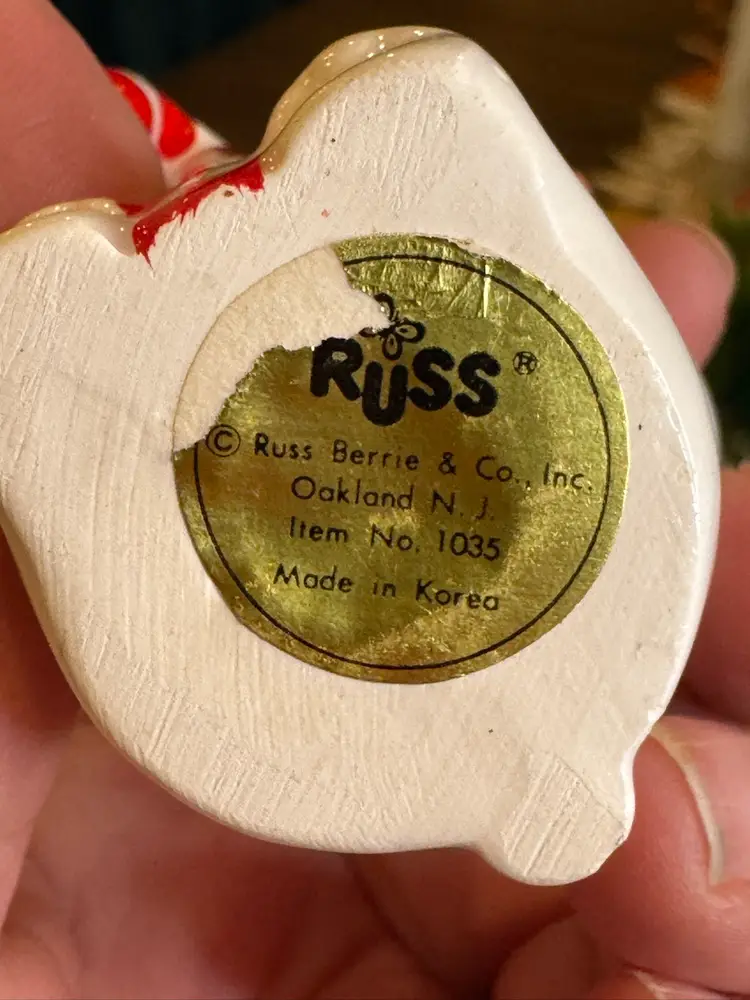 RUSS ®
© Russ Berrie & Co., Inc.
Oakland N. J.
Item No. 1035
Made in Korea